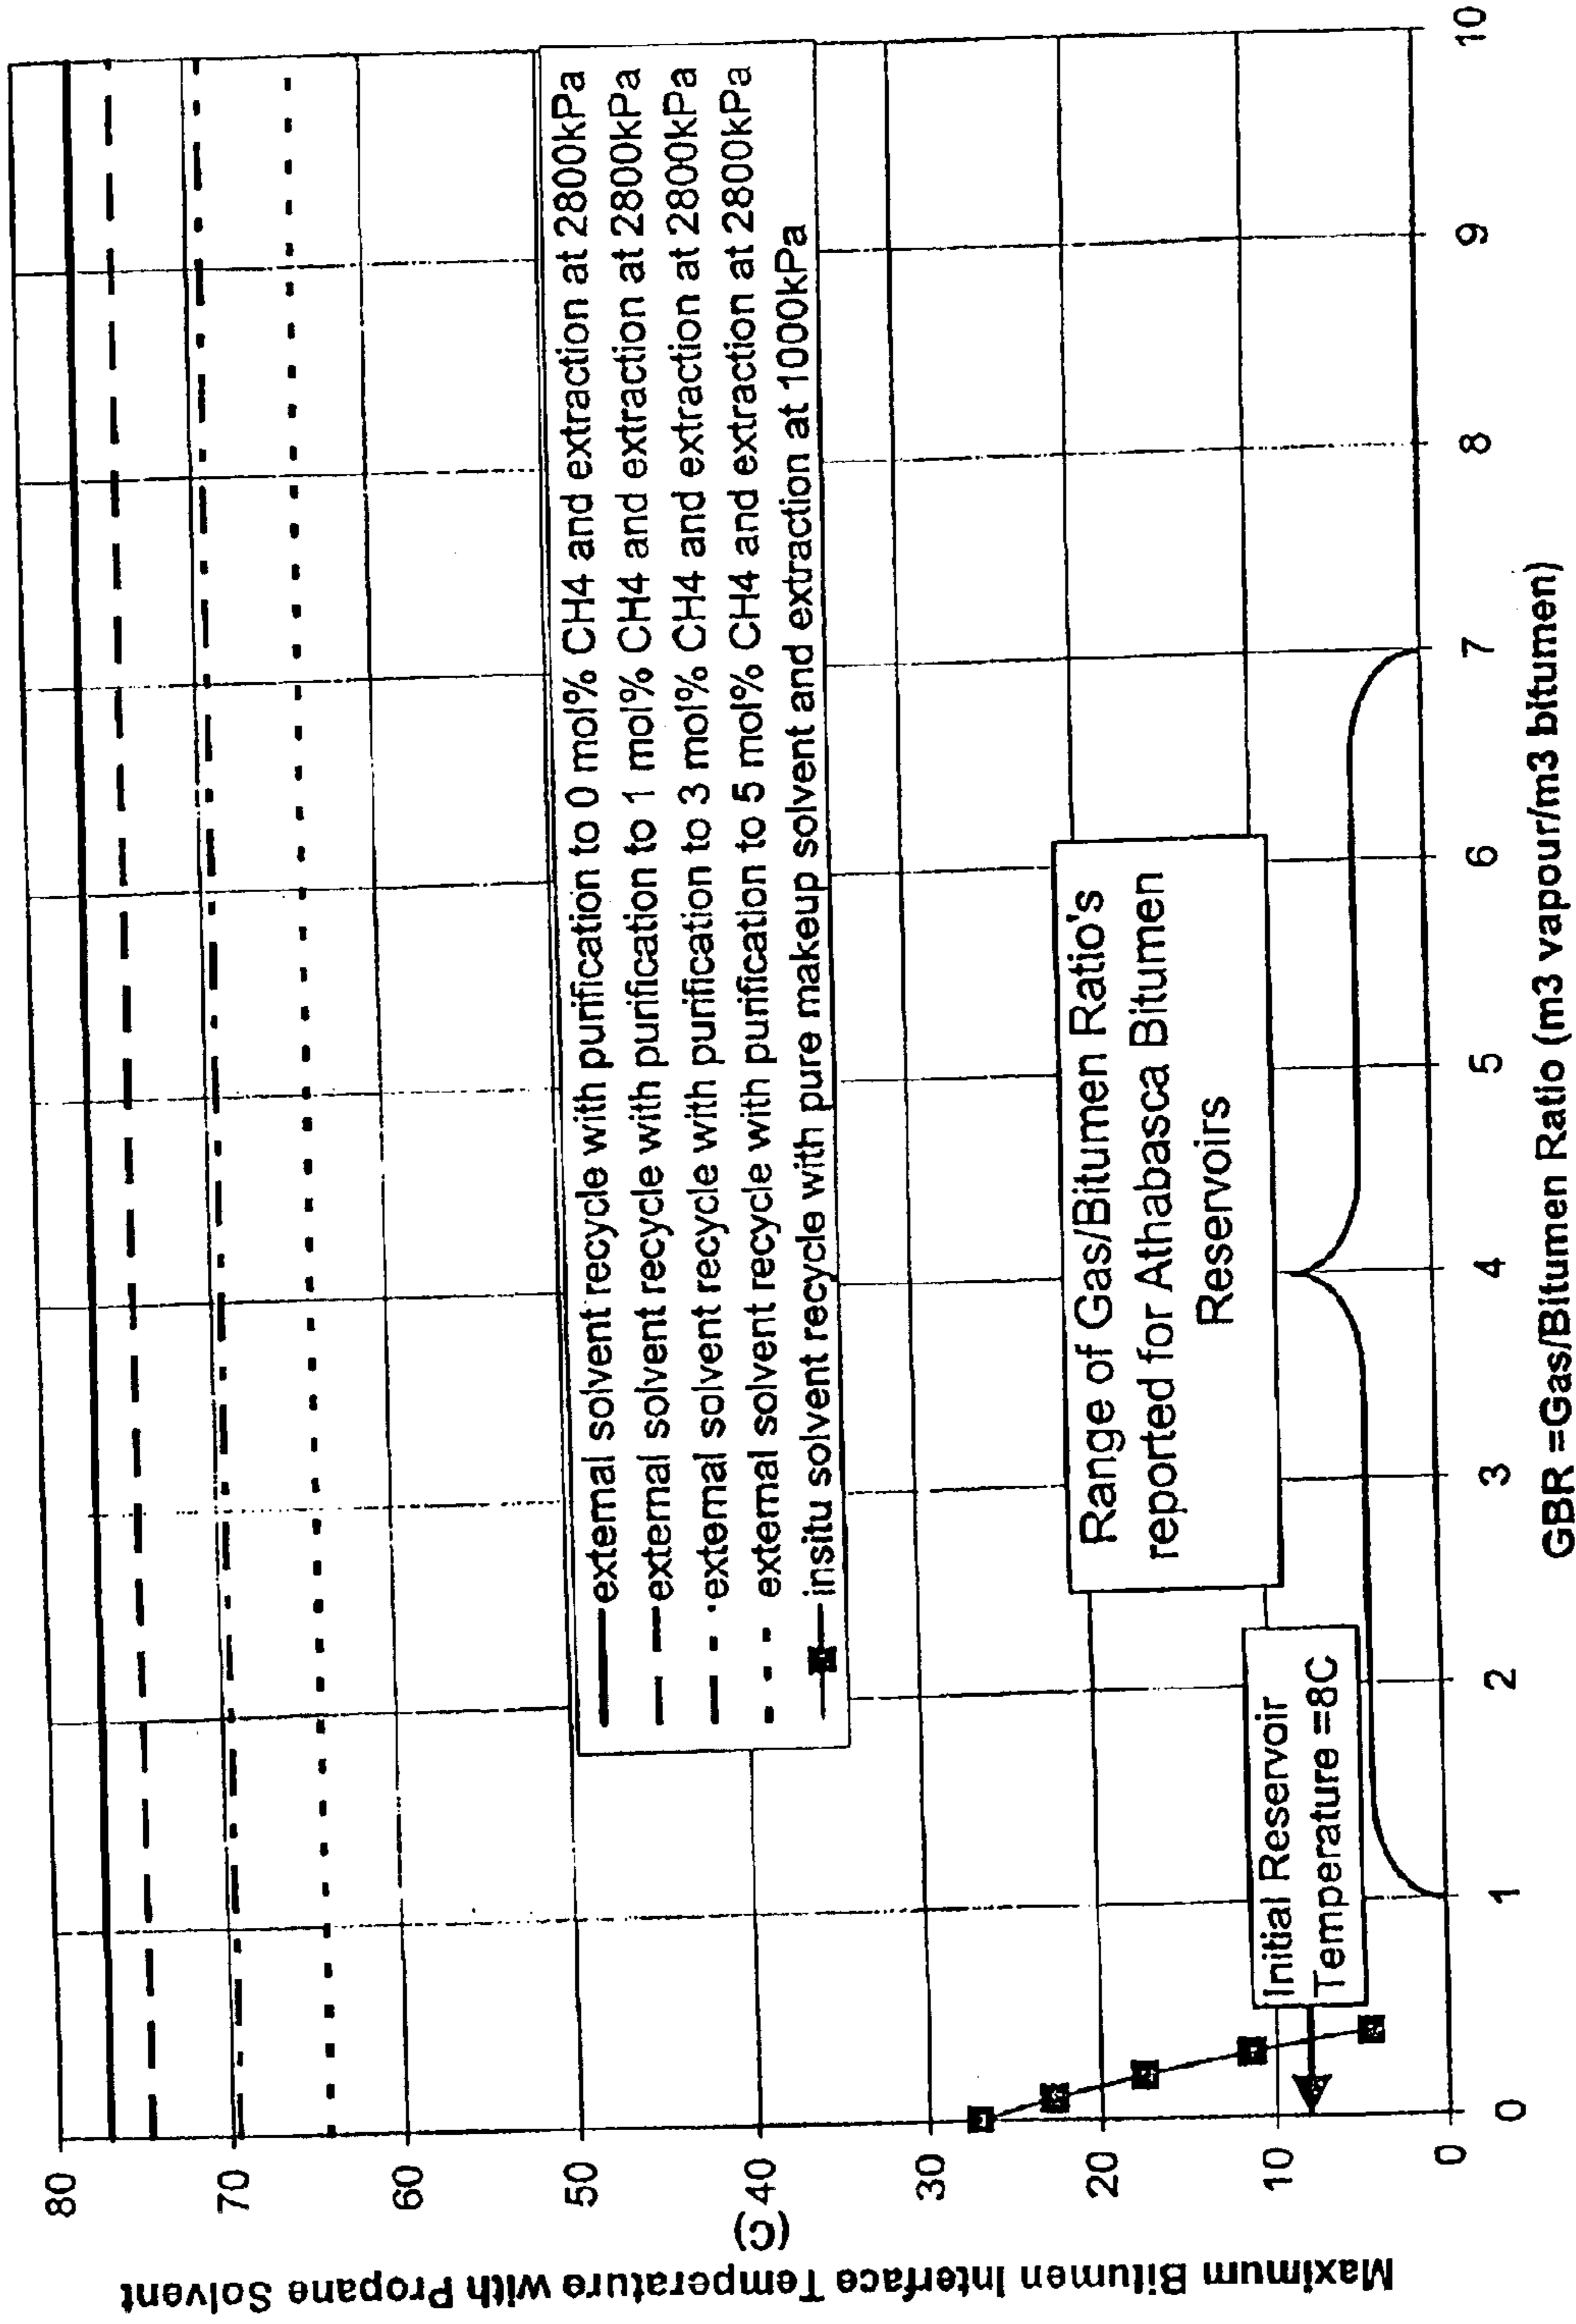 Maximum Bitumen Interface Temperature with Propane Solvent
(C)
80
70
60
50
40
30
20
10
0
external solvent recycle with purification to 0 mol% CH4 and extraction at 2800kPa
external solvent recycle with purification to 1 mol% CH4 and extraction at 2800kPa
external solvent recycle with purification to 3 mol% CH4 and extraction at 2800kPa
external solvent recycle with purification to 5 mol% CH4 and extraction at 2800kPa
insitu solvent recycle with pure makeup solvent and extraction at 1000kPa
Range of Gas/Bitumen Ratio's
reported for Athabasca Bitumen
Reservoirs
Initial Reservoir
Temperature =8C
0 1 2 3 4 5 6 7 8 9 10
GBR =Gas/Bitumen Ratio (m3 vapour/m3 bitumen)